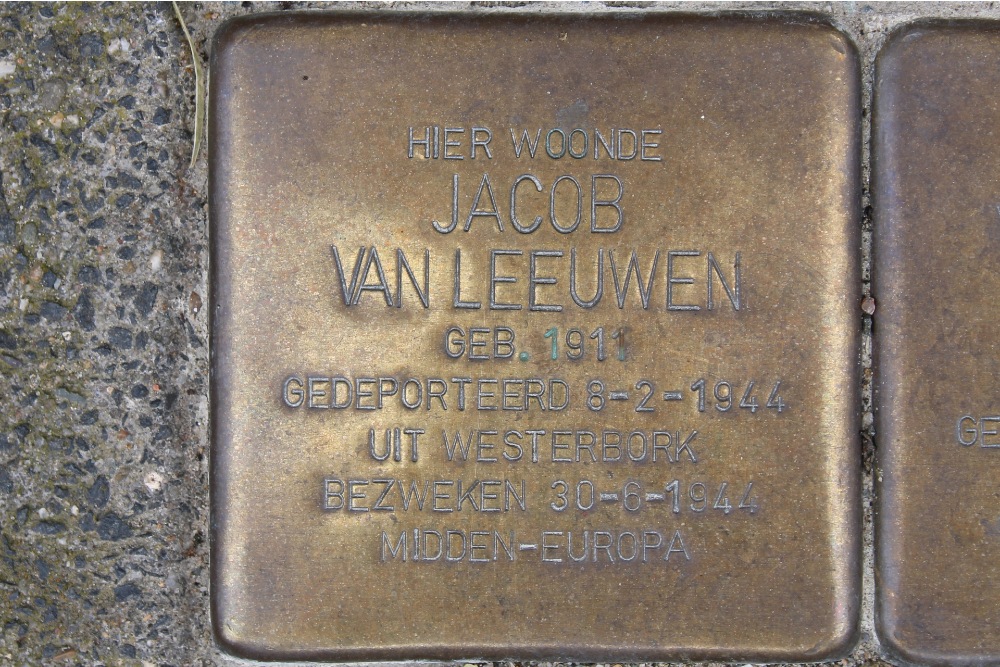 HIER WOONDE
JACOB
VAN LEEUWEN
GEB. 1911
GEDEPORTEERD 8-2-1944
UIT WESTERBORK
BEZWEKEN 30-6-1944
MIDDEN-EUROPA
GE